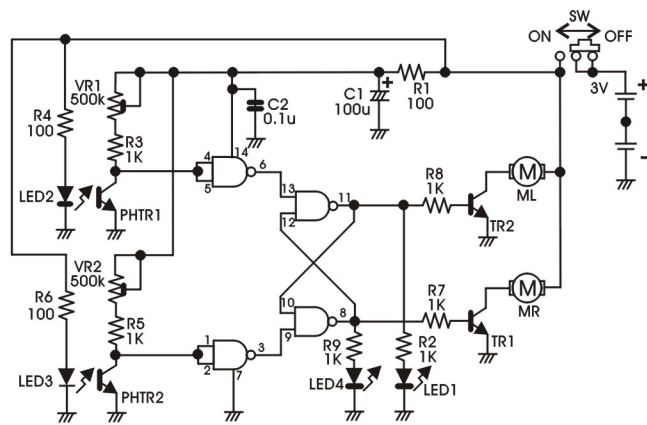 SW
ON OFF
3V
+
-
R4
100
VR1
500k
R3
1K
C2
0.1u
+
C1
100u
R1
100
LED2
PHTR1
4
5
14
6
13
12
11
R8
1K
ML
TR2
VR2
500k
R6
100
R5
1K
10
9
8
R7
1K
MR
TR1
1
2
3
7
LED3
PHTR2
R9
1K
R2
1K
LED4
LED1
M
M